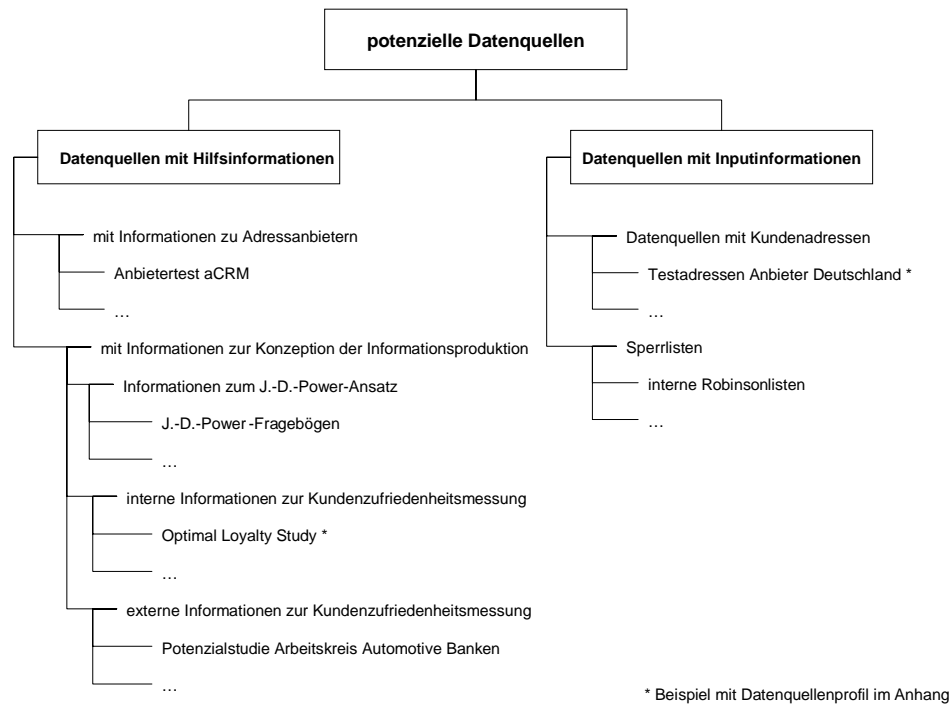 potenzielle Datenquellen
Datenquellen mit Hilfsinformationen
mit Informationen zu Adressanbietern
Anbietertest aCRM
…
mit Informationen zur Konzeption der Informationsproduktion
Informationen zum J.-D.-Power-Ansatz
J.-D.-Power-Fragebögen
…
interne Informationen zur Kundenzufriedenheitsmessung
Optimal Loyalty Study *
…
externe Informationen zur Kundenzufriedenheitsmessung
Potenzialstudie Arbeitskreis Automotive Banken
…
Datenquellen mit Inputinformationen
Datenquellen mit Kundenadressen
Testadressen Anbieter Deutschland *
…
Sperrlisten
interne Robinsonlisten
…
* Beispiel mit Datenquellenprofil im Anhang